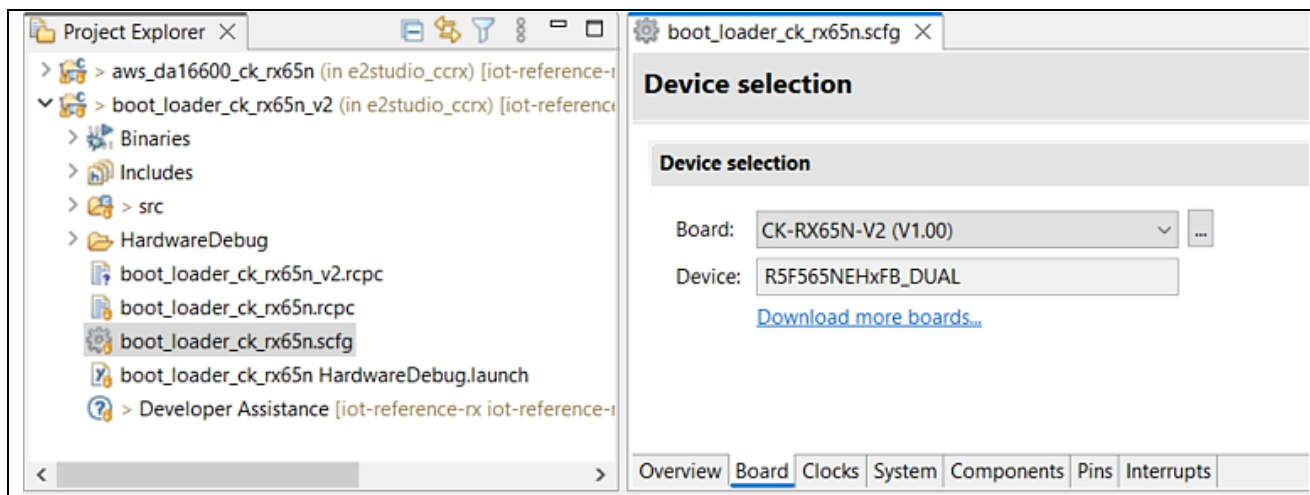 Project Explorer
> aws_da16600_ck_rx65n (in e2studio_ccrx) [iot-reference-
> boot_loader_ck_rx65n_v2 (in e2studio_ccrx) [iot-reference
Binaries
Includes
> src
HardwareDebug
boot_loader_ck_rx65n_v2.rcpc
boot_loader_ck_rx65n.rcpc
boot_loader_ck_rx65n.scfg
boot_loader_ck_rx65n HardwareDebug.launch
> Developer Assistance [iot-reference-rx iot-reference-
boot_loader_ck_rx65n.scfg
Device selection
Device selection
Board: CK-RX65N-V2 (V1.00) ...
Device: R5F565NEHxFB_DUAL
Download more boards...
Overview Board Clocks System Components Pins Interrupts